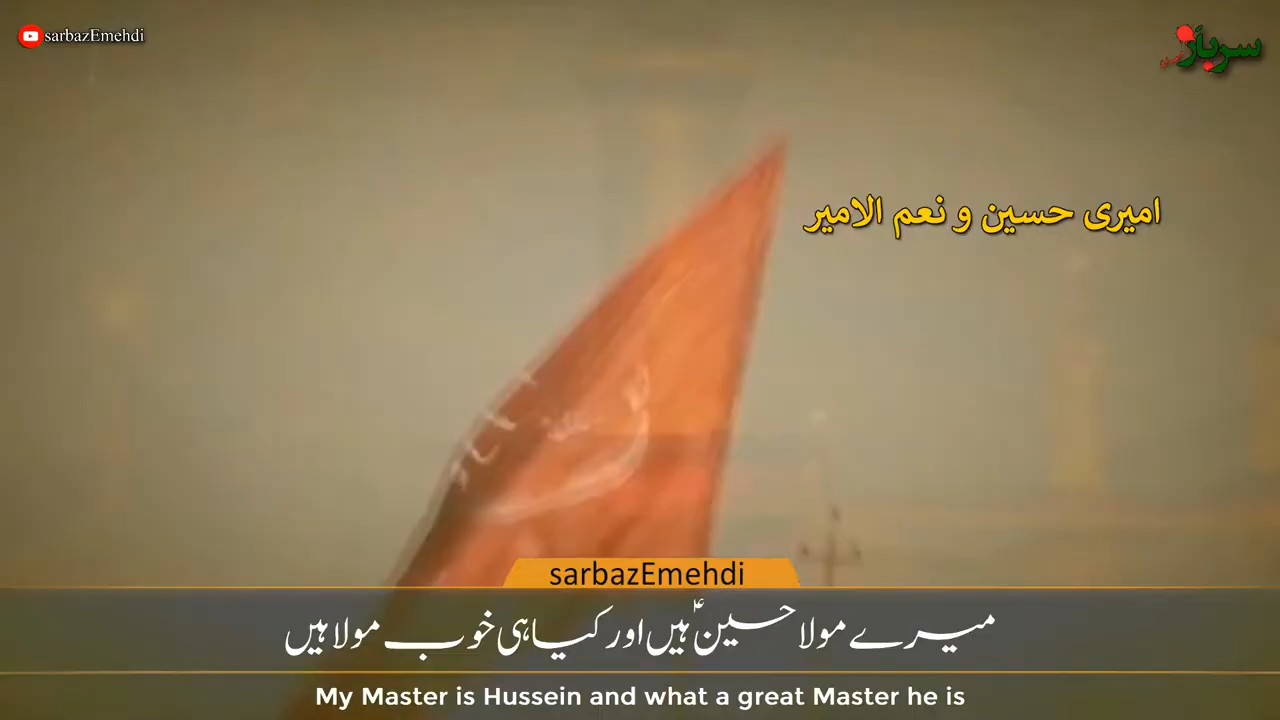 sarbazEmehdi
سرباز
امیری حسین و نعم الامیر
sarbazEmehdi
میرے مولا حسینؑ ہیں اور کیا ہی خوب مولا ہیں
My Master is Hussein and what a great Master he is